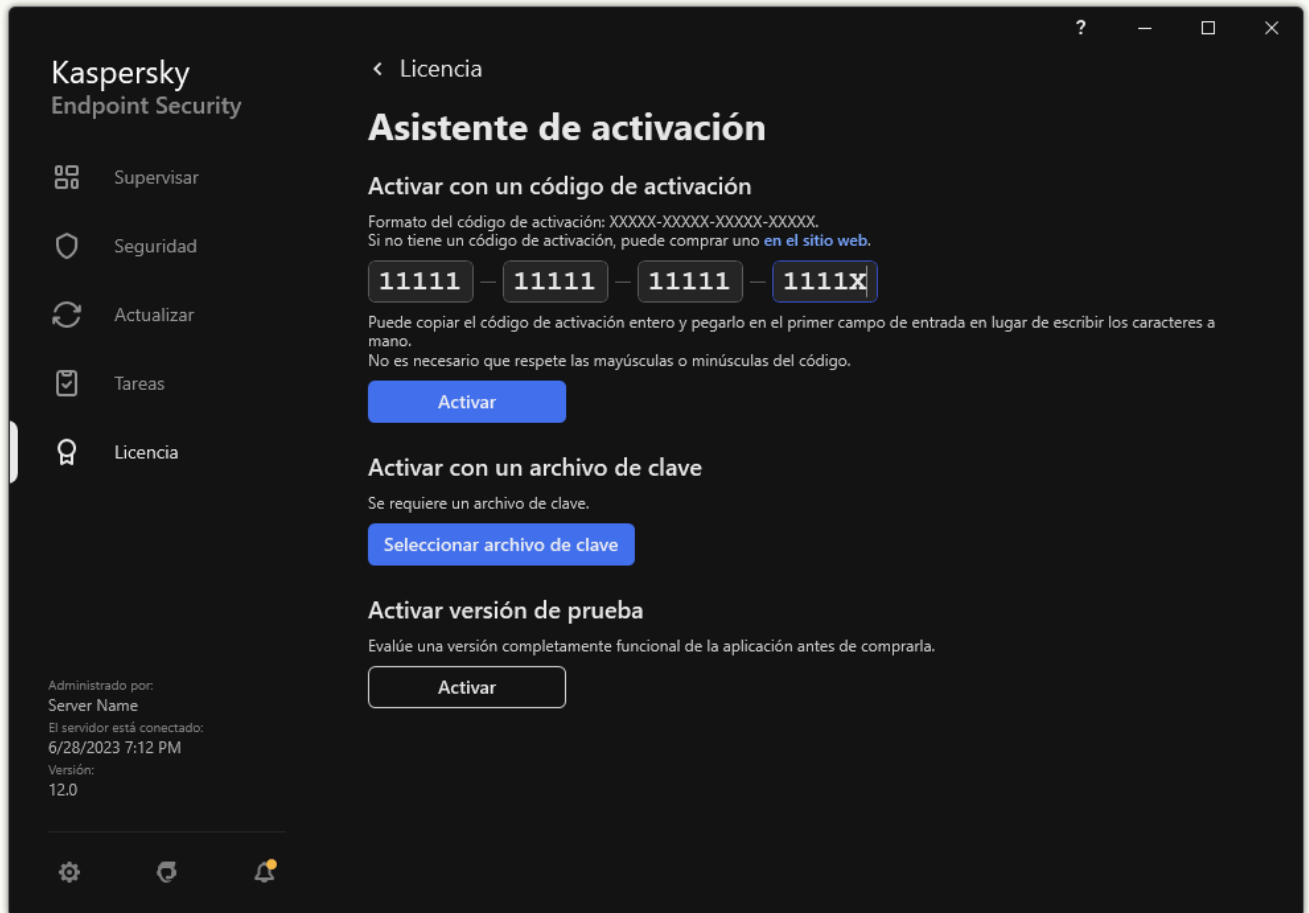 ?
Kaspersky
Endpoint Security
Supervisar
Seguridad
Actualizar
Tareas
Licencia
Administrado por:
Server Name
El servidor está conectado:
6/28/2023 7:12 PM
Versión:
12.0
Licencia
Asistente de activación
Activar con un código de activación
Formato del código de activación: XXXXX-XXXXX-XXXXX-XXXXX.
Si no tiene un código de activación, puede comprar uno en el sitio web.
11111 — 11111 — 11111 — 1111X
Puede copiar el código de activación entero y pegarlo en el primer campo de entrada en lugar de escribir los caracteres a
mano.
No es necesario que respete las mayúsculas o minúsculas del código.
Activar
Activar con un archivo de clave
Se requiere un archivo de clave.
Seleccionar archivo de clave
Activar versión de prueba
Evalúe una versión completamente funcional de la aplicación antes de comprarla.
Activar